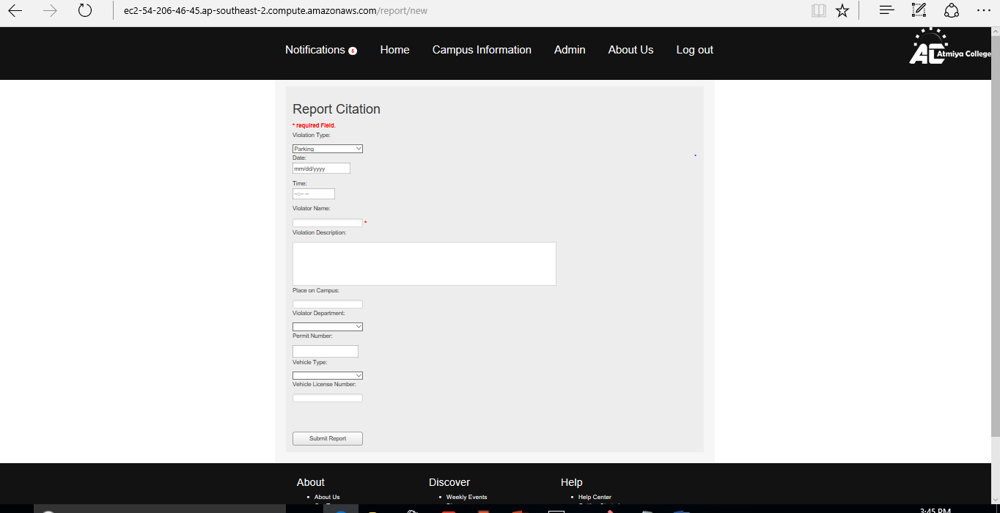 ec2-54-206-46-45.ap-southeast-2.compute.amazonaws.com/report/new
Notifications 6 Home Campus Information Admin About Us Log out
AC Atmiya College
Report Citation
* required Field.
Violation Type:
Parking
Date:
mm/dd/yyyy
Time:
--:-- --
Violator Name:
*
Violation Description:
Place on Campus:
Violator Department:
Permit Number:
Vehicle Type:
Vehicle License Number:
Submit Report
About Discover Help
About Us Weekly Events Help Center
3:45 PM